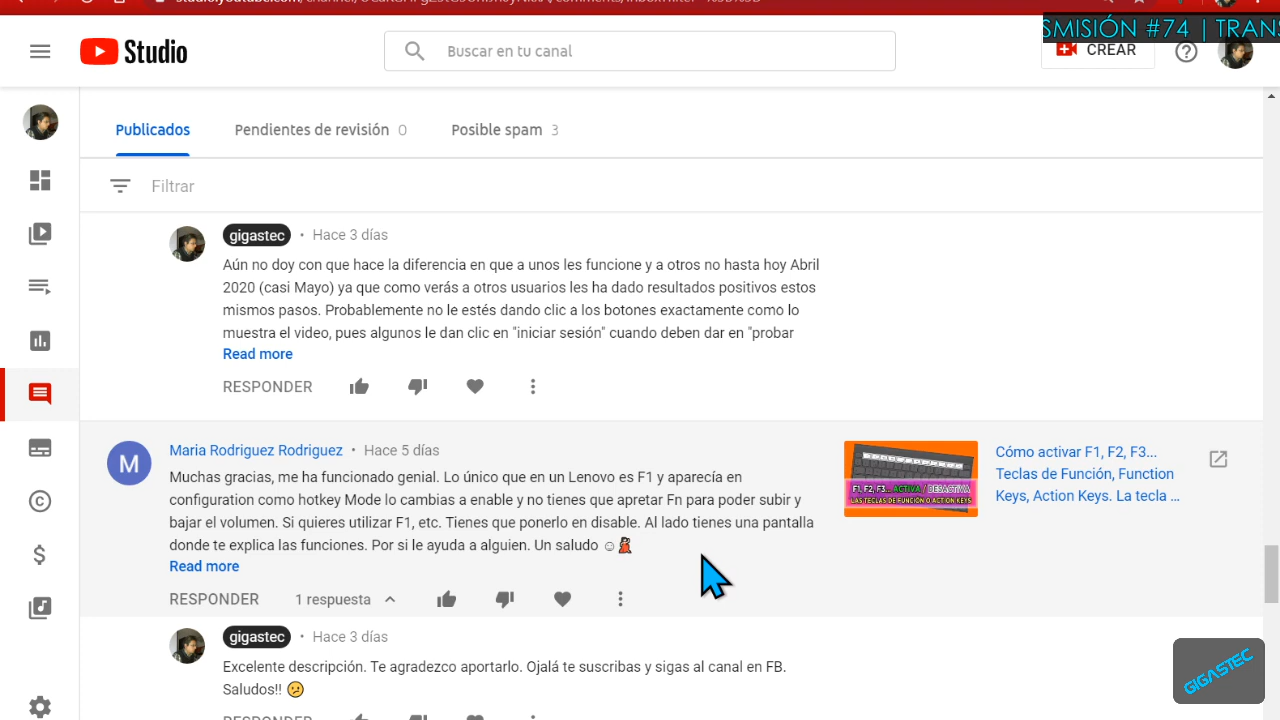 SMISIÓN #74 | TRANS
Studio
Buscar en tu canal
CREAR
Publicados
Pendientes de revisión 0
Posible spam 3
Filtrar
gigastec • Hace 3 días
Aún no doy con que hace la diferencia en que a unos les funcione y a otros no hasta hoy Abril
2020 (casi Mayo) ya que como verás a otros usuarios les ha dado resultados positivos estos
mismos pasos. Probablemente no le estés dando clic a los botones exactamente como lo
muestra el video, pues algunos le dan clic en "iniciar sesión" cuando deben dar en "probar
Read more
RESPONDER
M
Maria Rodriguez Rodriguez • Hace 5 días
Muchas gracias, me ha funcionado genial. Lo único que en un Lenovo es F1 y aparecía en
configuración hotkey Mode lo cambias a enable y no tienes que apretar Fn para poder subir y
bajar el volumen. Si quieres utilizar F1, etc. Tienes que ponerlo en disable. Al lado tienes una pantalla
donde te explica las funciones. Por si le ayuda a alguien. Un saludo ☺💃
Read more
RESPONDER
1 respuesta
F1, F2, F3... ACTIVA / DESACTIVA
LAS TECLAS DE FUNCIÓN O ACTION KEYS
Cómo activar F1, F2, F3...
Teclas de Función, Function
Keys, Action Keys. La tecla ...
gigastec • Hace 3 días
Excelente descripción. Te agradezco aportarlo. Ojalá te suscribas y sigas al canal en FB.
Saludos!! 😕
RESPONDER
GIGASTEC